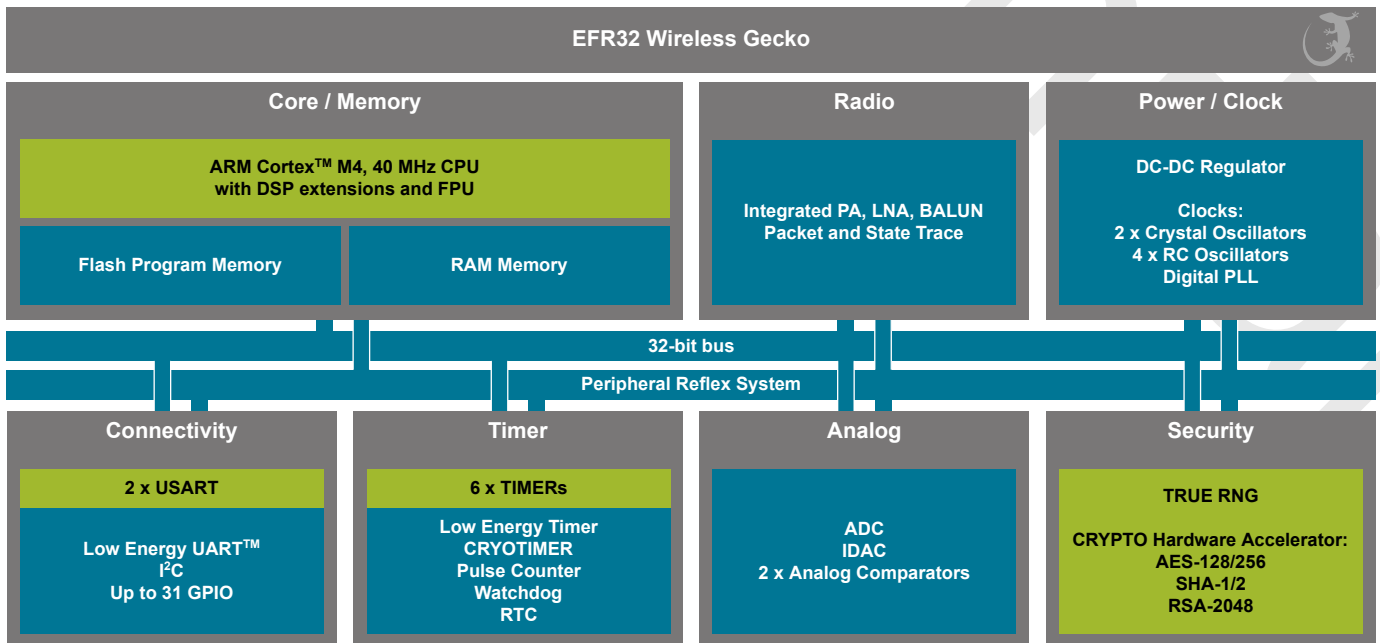 EFR32 Wireless Gecko
Core / Memory
ARM Cortex™ M4, 40 MHz CPU
with DSP extensions and FPU
Flash Program Memory
RAM Memory
Radio
Integrated PA, LNA, BALUN
Packet and State Trace
Power / Clock
DC-DC Regulator
Clocks:
2 x Crystal Oscillators
4 x RC Oscillators
Digital PLL
32-bit bus
Peripheral Reflex System
Connectivity
2 x USART
Low Energy UART™
I²C
Up to 31 GPIO
Timer
6 x TIMERs
Low Energy Timer
CRYOTIMER
Pulse Counter
Watchdog
RTC
Analog
ADC
IDAC
2 x Analog Comparators
Security
TRUE RNG
CRYPTO Hardware Accelerator:
AES-128/256
SHA-1/2
RSA-2048